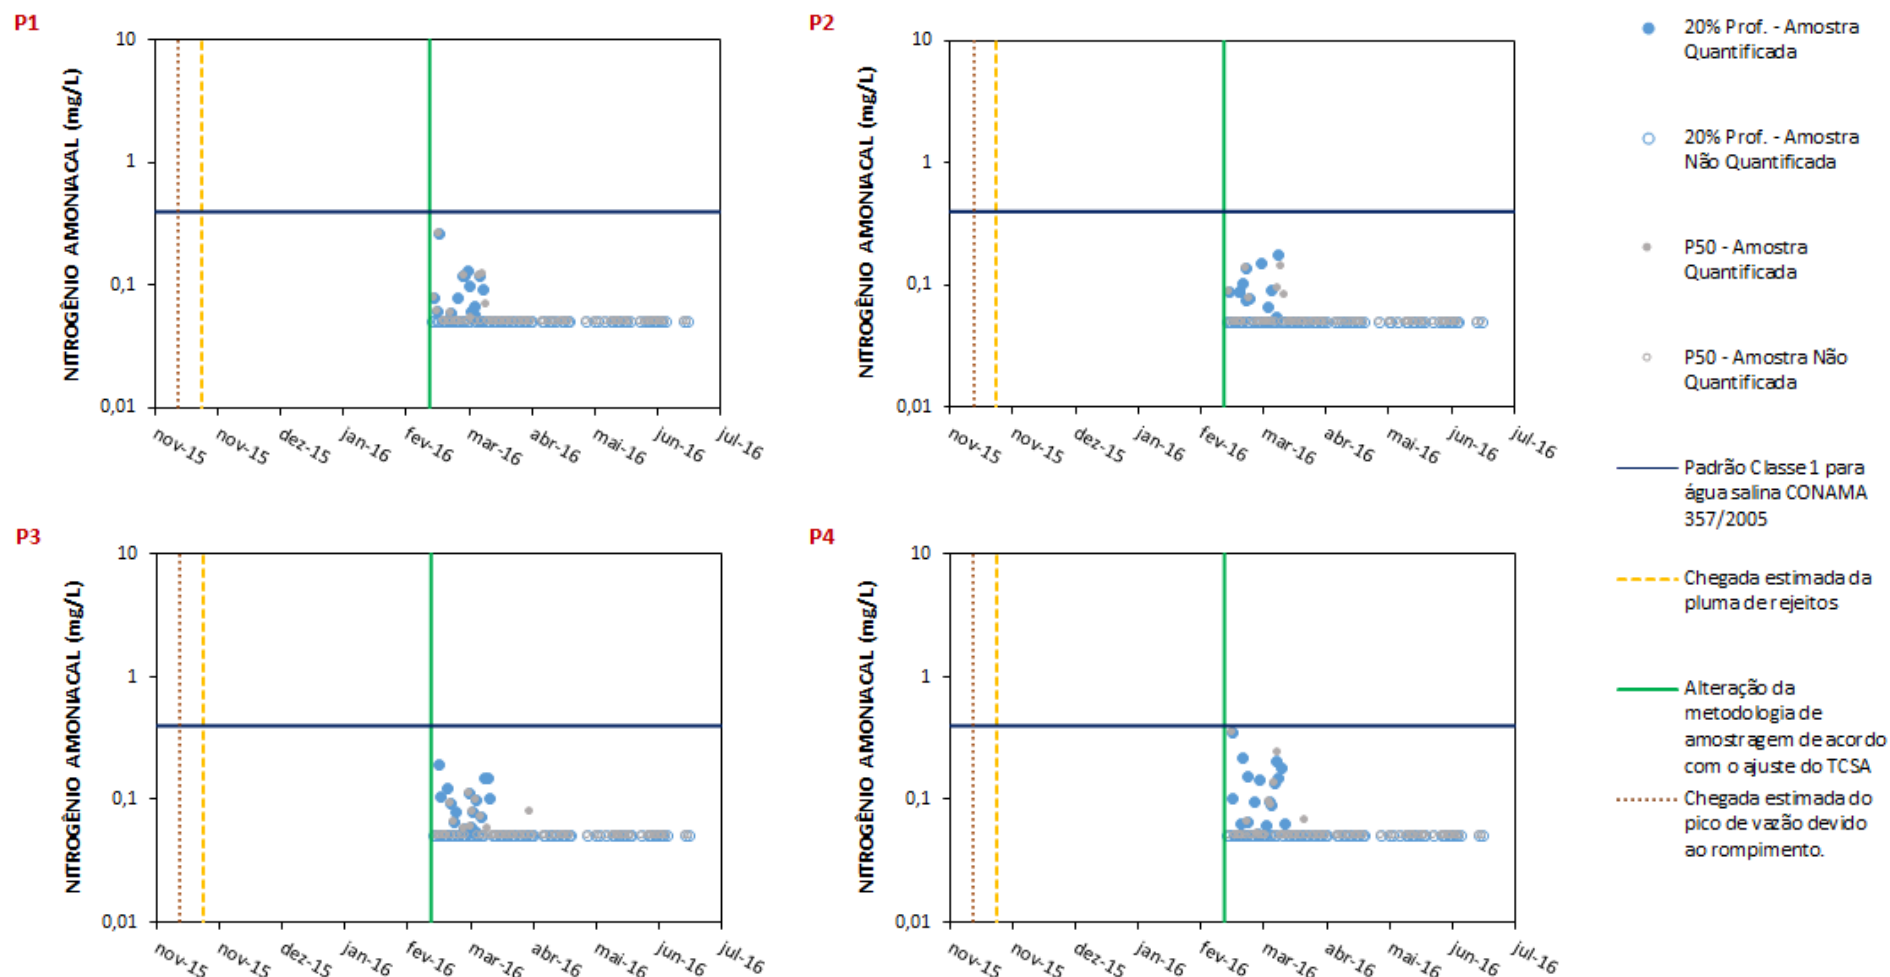 P1
NITROGÊNIO AMONIACAL (mg/L)
10
1
0,1
0,01
nov-15
nov-15
dez-15
jan-16
fev-16
mar-16
abr-16
mai-16
jun-16
jul-16
P2
NITROGÊNIO AMONIACAL (mg/L)
10
1
0,1
0,01
nov-15
nov-15
dez-15
jan-16
fev-16
mar-16
abr-16
mai-16
jun-16
jul-16
P3
NITROGÊNIO AMONIACAL (mg/L)
10
1
0,1
0,01
nov-15
nov-15
dez-15
jan-16
fev-16
mar-16
abr-16
mai-16
jun-16
jul-16
P4
NITROGÊNIO AMONIACAL (mg/L)
10
1
0,1
0,01
nov-15
nov-15
dez-15
jan-16
fev-16
mar-16
abr-16
mai-16
jun-16
jul-16
20% Prof. - Amostra
Quantificada
20% Prof. - Amostra
Não Quantificada
P50 - Amostra
Quantificada
P50 - Amostra Não
Quantificada
Padrão Classe 1 para
água salina CONAMA
357/2005
Chegada estimada da
pluma de rejeitos
Alteração da
metodologia de
amostragem de acordo
com o ajuste do TCSA
Chegada estimada do
pico de vazão devido
ao rompimento.